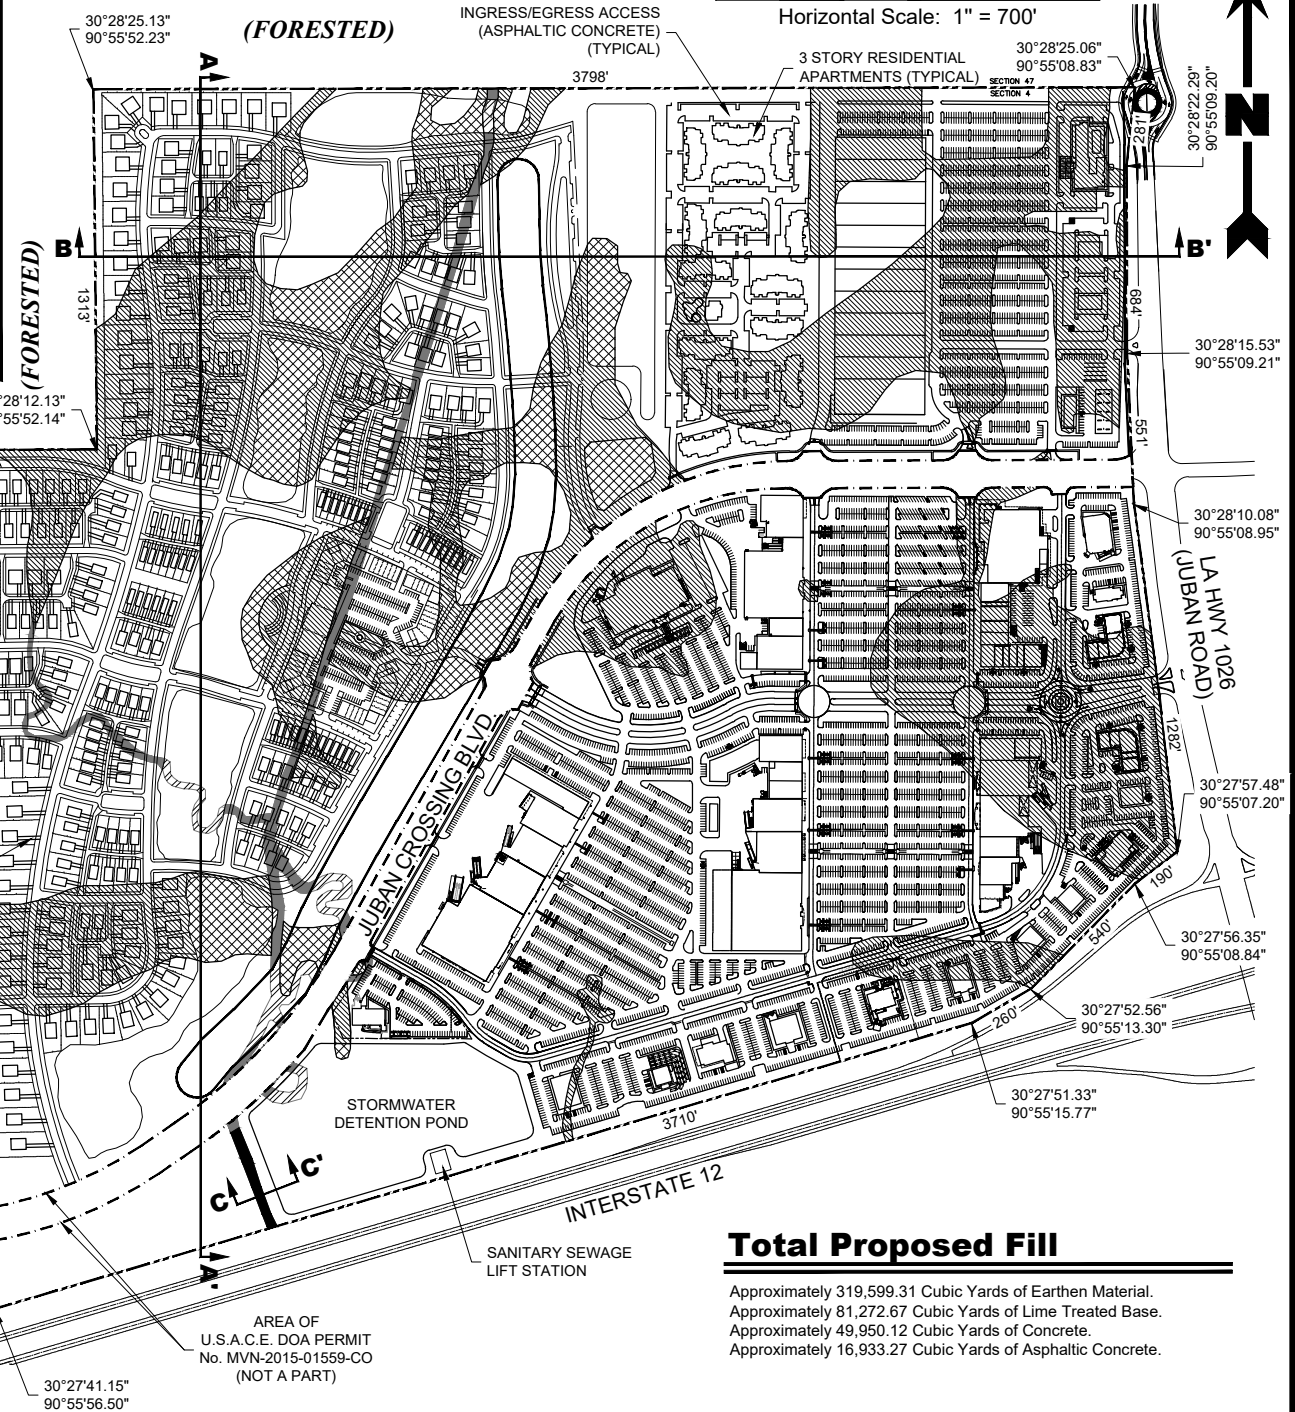 30°28'25.13"
90°55'52.23"
(FORESTED)
INGRESS/EGRESS ACCESS
(ASPHALTIC CONCRETE)
(TYPICAL)
Horizontal Scale: 1" = 700'
3 STORY RESIDENTIAL
APARTMENTS (TYPICAL)
30°28'25.06"
90°55'08.83"
3798'
SECTION 47
SECTION 4
281'
30°28'22.29"
90°55'09.20"
N
A
B
B'
(FORESTED)
1313'
684'
30°28'15.53"
90°55'09.21"
°28'12.13"
°55'52.14"
551'
30°28'10.08"
90°55'08.95"
LA HWY 1026
(JUBAN ROAD)
1282'
JUBAN CROSSING BLVD
30°27'57.48"
90°55'07.20"
190'
540'
30°27'56.35"
90°55'08.84"
260'
30°27'52.56"
90°55'13.30"
30°27'51.33"
90°55'15.77"
STORMWATER
DETENTION POND
3710'
C
C'
INTERSTATE 12
SANITARY SEWAGE
LIFT STATION
A'
AREA OF
U.S.A.C.E. DOA PERMIT
No. MVN-2015-01559-CO
(NOT A PART)
30°27'41.15"
90°55'56.50"
Total Proposed Fill
Approximately 319,599.31 Cubic Yards of Earthen Material.
Approximately 81,272.67 Cubic Yards of Lime Treated Base.
Approximately 49,950.12 Cubic Yards of Concrete.
Approximately 16,933.27 Cubic Yards of Asphaltic Concrete.